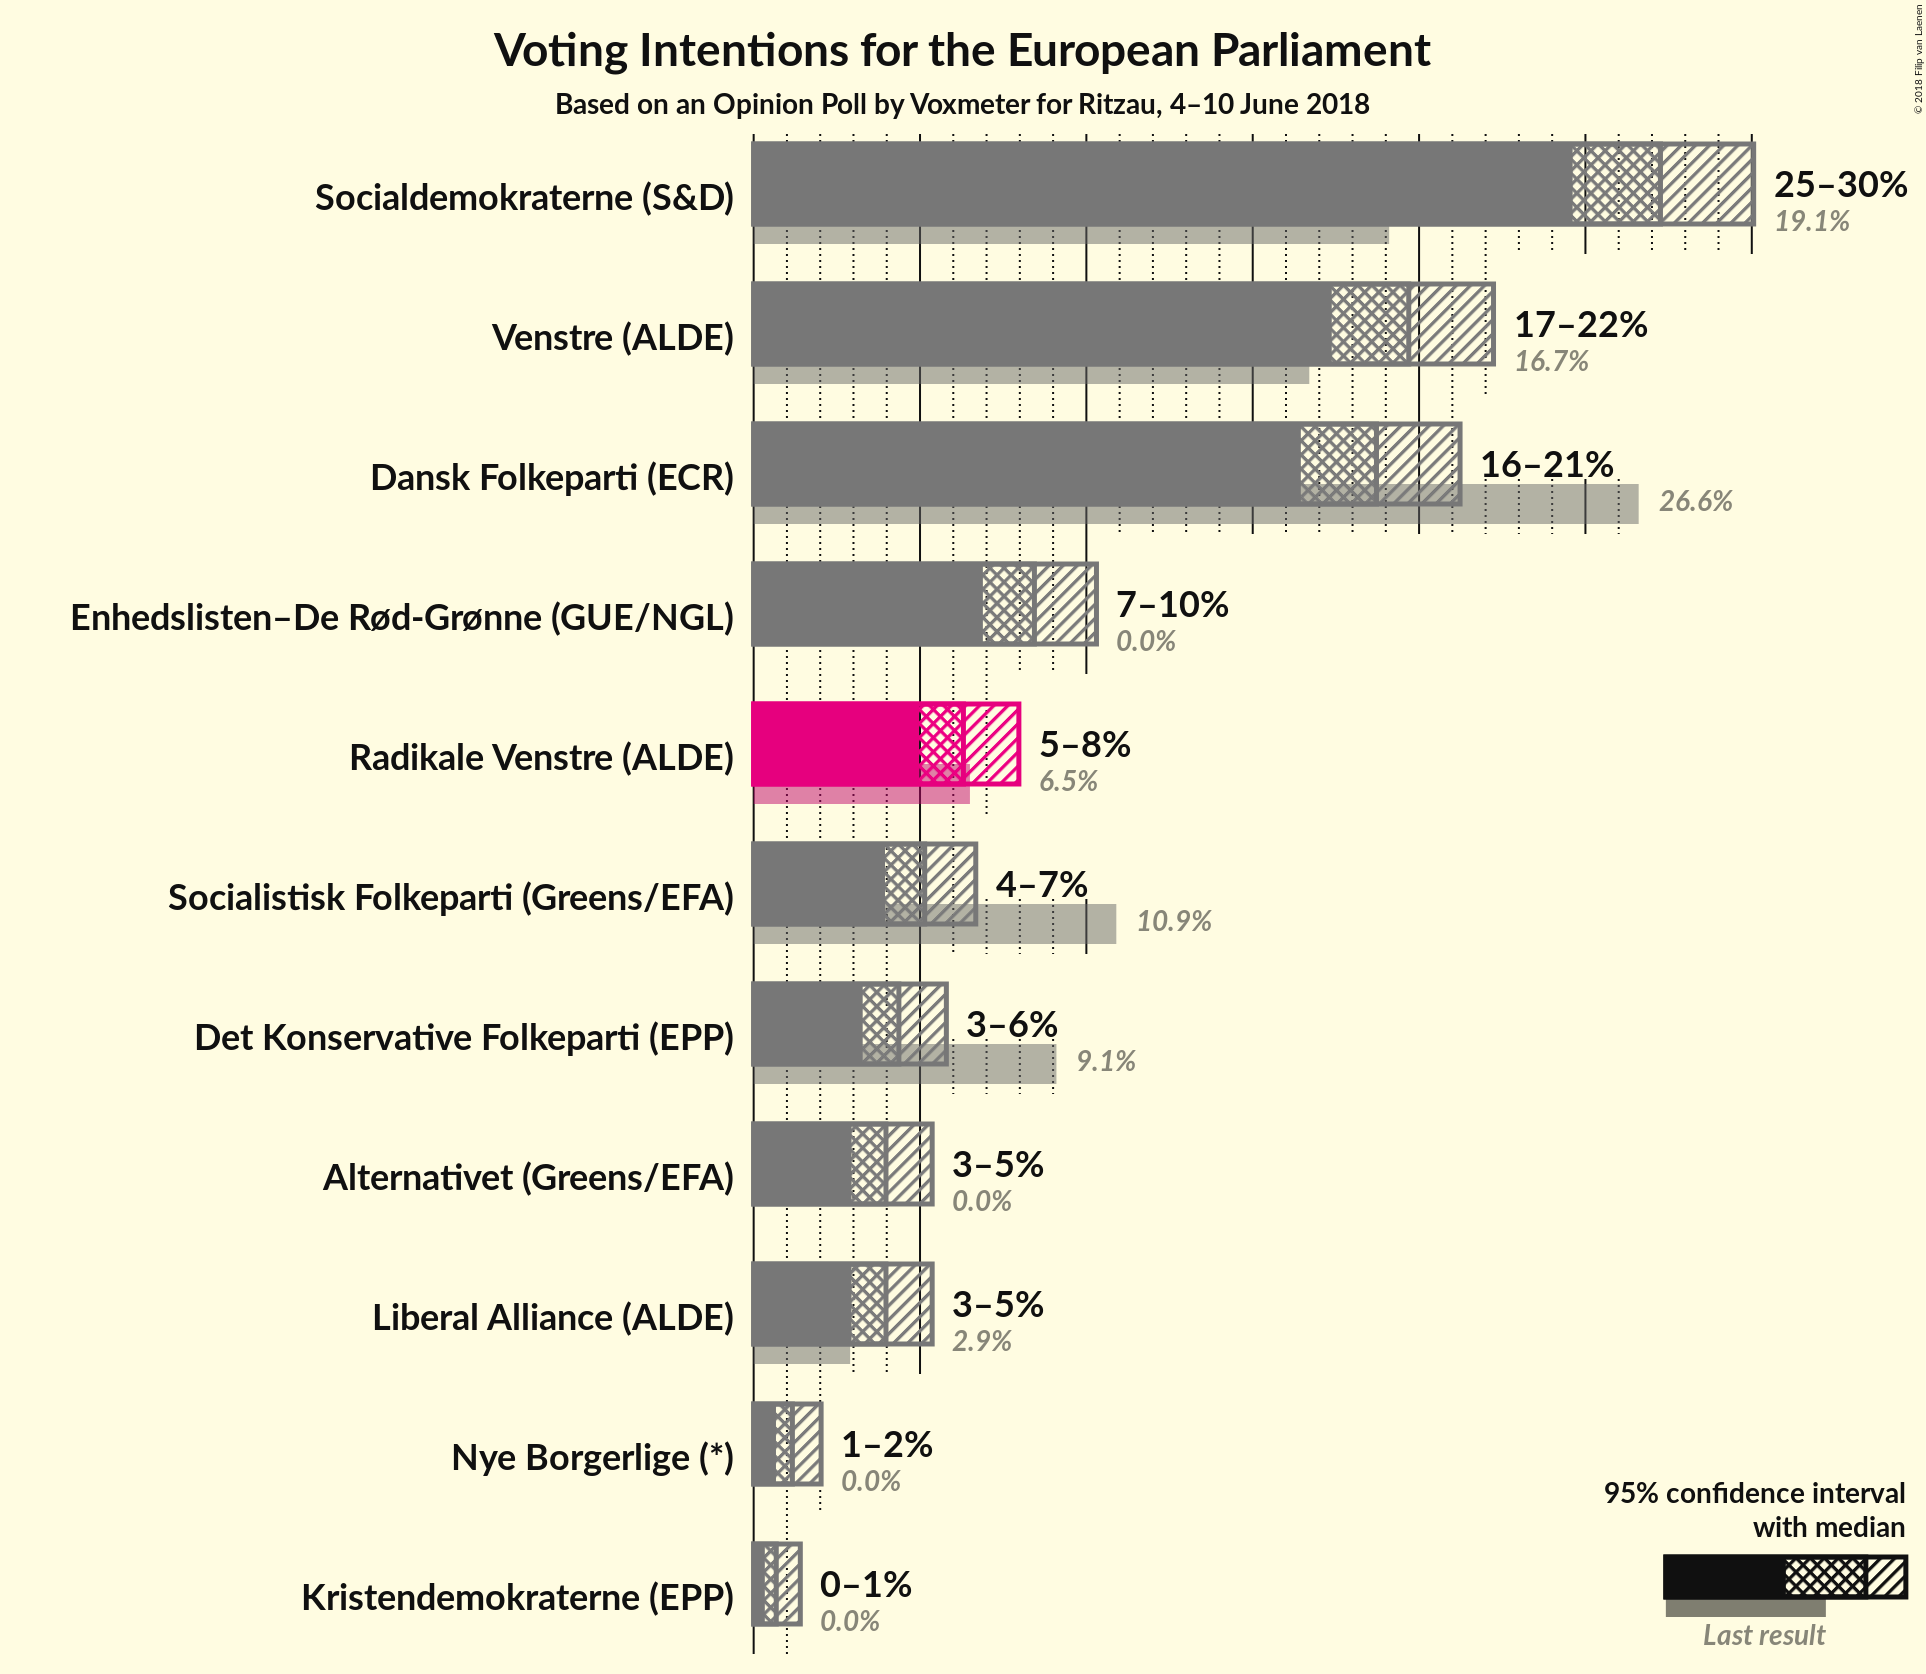 Voting Intentions for the European Parliament
Based on an Opinion Poll by Voxmeter for Ritzau, 4–10 June 2018
© 2018 Filip van Laenen
Socialdemokraterne (S&D)
25–30%
19.1%
Venstre (ALDE)
17–22%
16.7%
Dansk Folkeparti (ECR)
16–21%
26.6%
Enhedslisten–De Rød-Grønne (GUE/NGL)
7–10%
0.0%
Radikale Venstre (ALDE)
5–8%
6.5%
Socialistisk Folkeparti (Greens/EFA)
4–7%
10.9%
Det Konservative Folkeparti (EPP)
3–6%
9.1%
Alternativet (Greens/EFA)
3–5%
0.0%
Liberal Alliance (ALDE)
3–5%
2.9%
Nye Borgerlige (*)
1–2%
0.0%
Kristendemokraterne (EPP)
0–1%
0.0%
95% confidence interval
with median
Last result